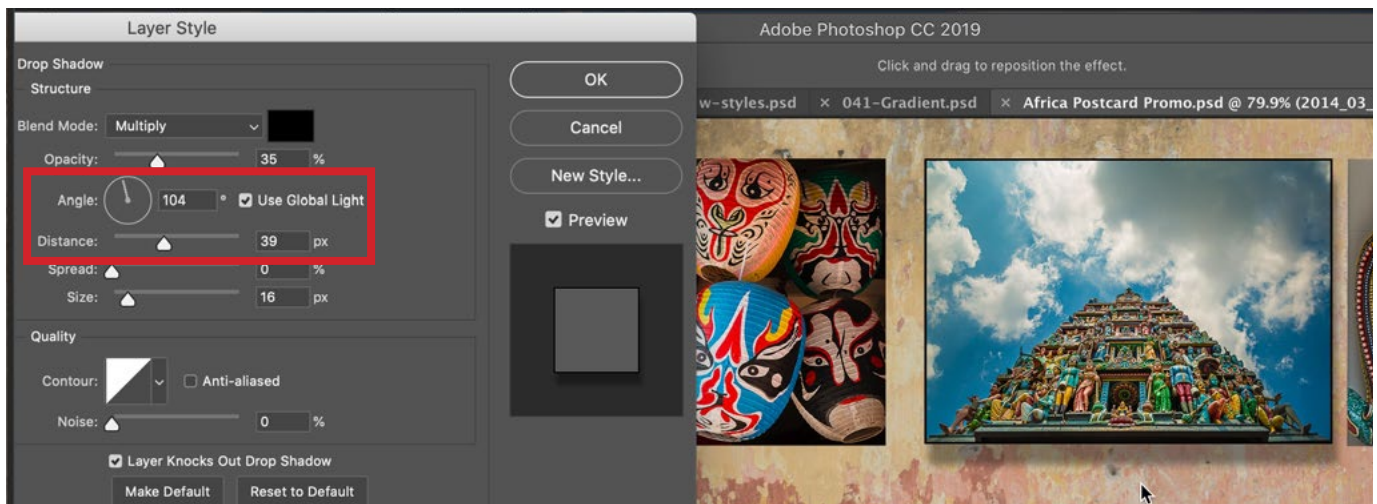 Layer Style
Drop Shadow
Structure
Blend Mode: Multiply
Opacity: 35 %
Angle: 104 ° Use Global Light
Distance: 39 px
Spread: 0 %
Size: 16 px
Quality
Contour: Anti-aliased
Noise: 0 %
Layer Knocks Out Drop Shadow
Make Default Reset to Default
OK
Cancel
New Style...
Preview
Adobe Photoshop CC 2019
Click and drag to reposition the effect.
w-styles.psd × 041-Gradient.psd × Africa Postcard Promo.psd @ 79.9% (2014_03_